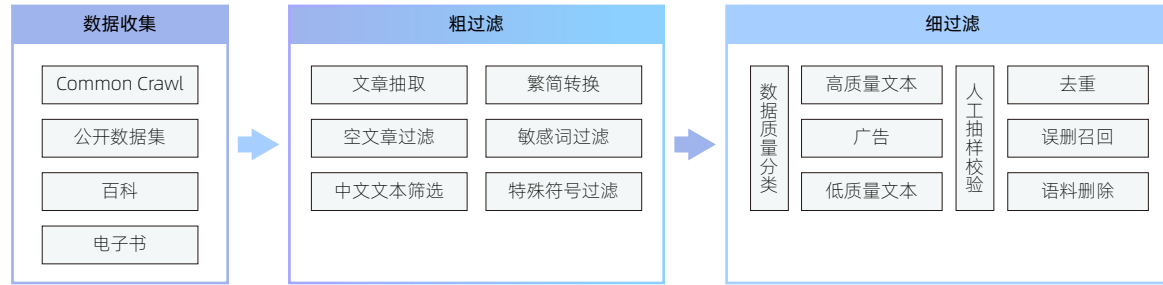 数据收集
Common Crawl
公开数据集
百科
电子书
粗过滤
文章抽取
繁简转换
空文章过滤
敏感词过滤
中文文本筛选
特殊符号过滤
细过滤
数据质量分类
高质量文本
广告
低质量文本
人工抽样校验
去重
误删召回
语料删除